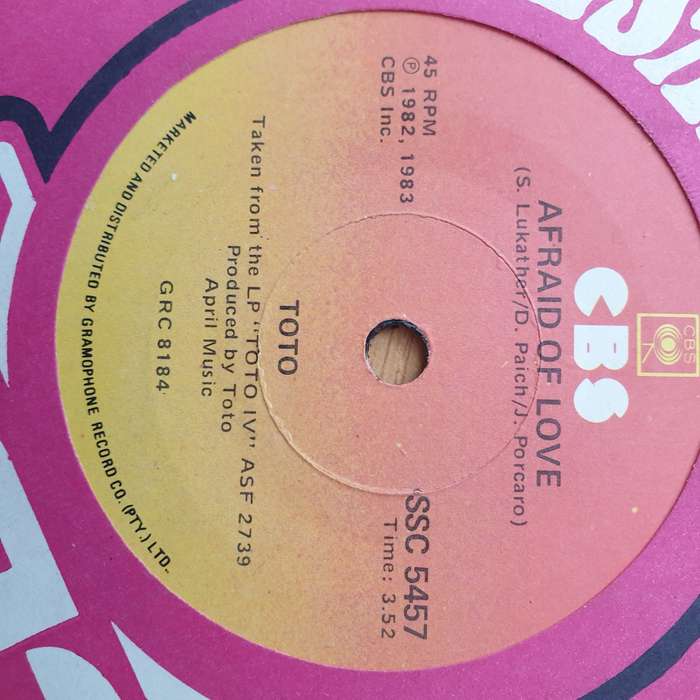 CBS
CBS
AFRAID OF LOVE
(S. Lukather/D. Paich/J. Porcaro)
45 RPM
℗ 1982, 1983
CBS Inc.
SSC 5457
Time: 3.52
TOTO
Taken from the LP "TOTO IV" ASF 2739
Produced by Toto
April Music
GRC 8184
MARKETED AND DISTRIBUTED BY GRAMOPHONE RECORD CO. (PTY.) LTD.